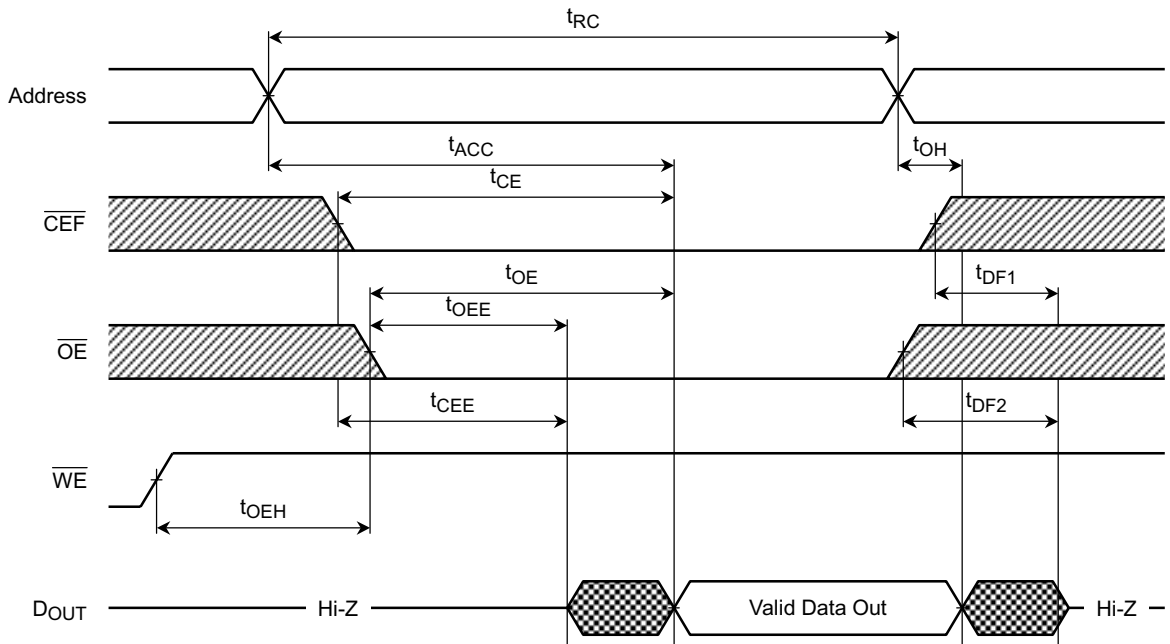 tRC
Address
tACC
tOH
tCE
CEF
tOE
tDF1
tOEE
OE
tCEE
tDF2
WE
tOEH
DOUT
Hi-Z
Valid Data Out
Hi-Z